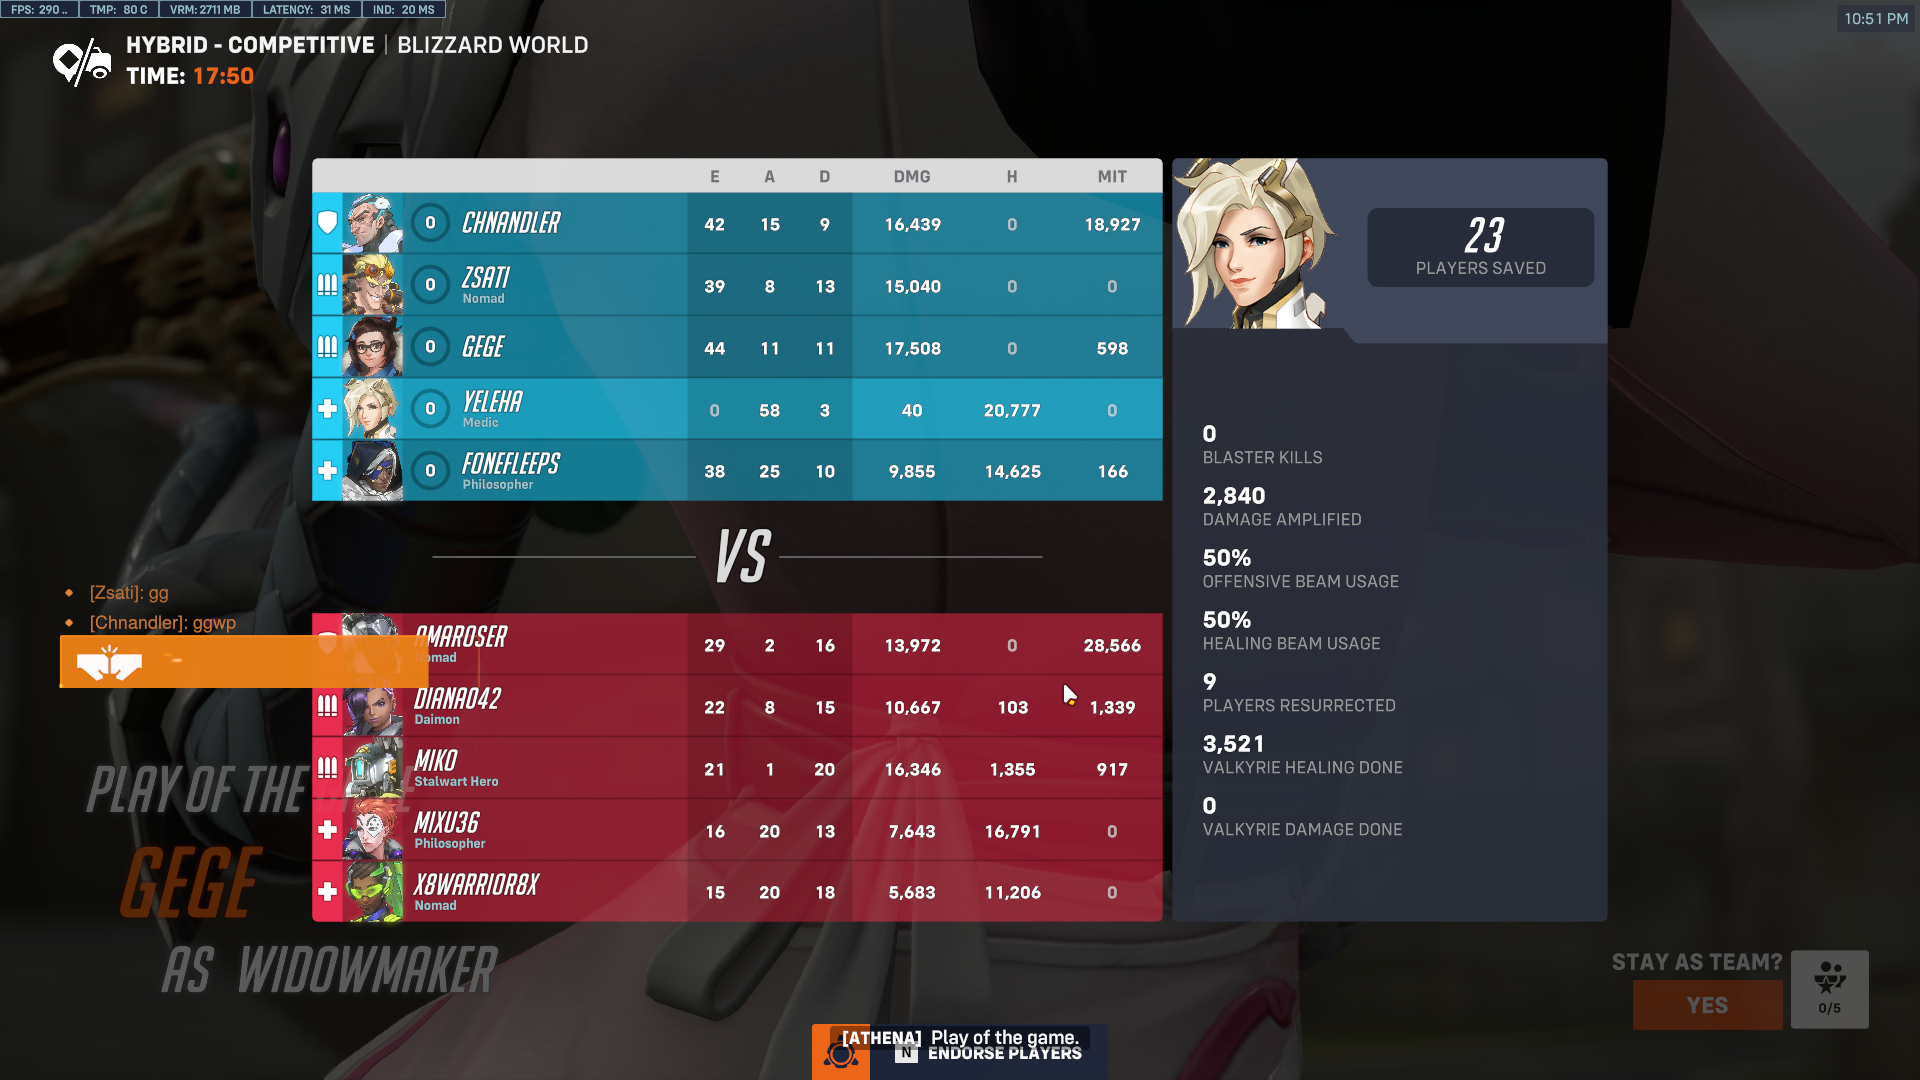 FPS: 290 .. TMP: 80 C VRM: 2711 MB LATENCY: 31 MS IND: 20 MS
10:51 PM
HYBRID - COMPETITIVE | BLIZZARD WORLD
TIME: 17:50
E A D DMG H MIT
0 CHNANDLER 42 15 9 16,439 0 18,927
0 ZSATI 39 8 13 15,040 0 0
Nomad
0 GEGE 44 11 11 17,508 0 598
0 YELEHA 0 58 3 40 20,777 0
Medic
0 FONEFLEEPS 38 25 10 9,855 14,625 166
Philosopher
VS
[Zsati]: gg
[Chnandler]: ggwp
AMAROSER 29 2 16 13,972 0 28,566
Nomad
DIANA042 22 8 15 10,667 103 1,339
Daimon
MIKO 21 1 20 16,346 1,355 917
Stalwart Hero
MIXU36 16 20 13 7,643 16,791 0
Philosopher
X8WARRIOR8X 15 20 18 5,683 11,206 0
Nomad
23
PLAYERS SAVED
0
BLASTER KILLS
2,840
DAMAGE AMPLIFIED
50%
OFFENSIVE BEAM USAGE
50%
HEALING BEAM USAGE
9
PLAYERS RESURRECTED
3,521
VALKYRIE HEALING DONE
0
VALKYRIE DAMAGE DONE
PLAY OF THE GAME
GEGE
AS WIDOWMAKER
STAY AS TEAM?
YES
0/5
[ATHENA] Play of the game.
N ENDORSE PLAYERS